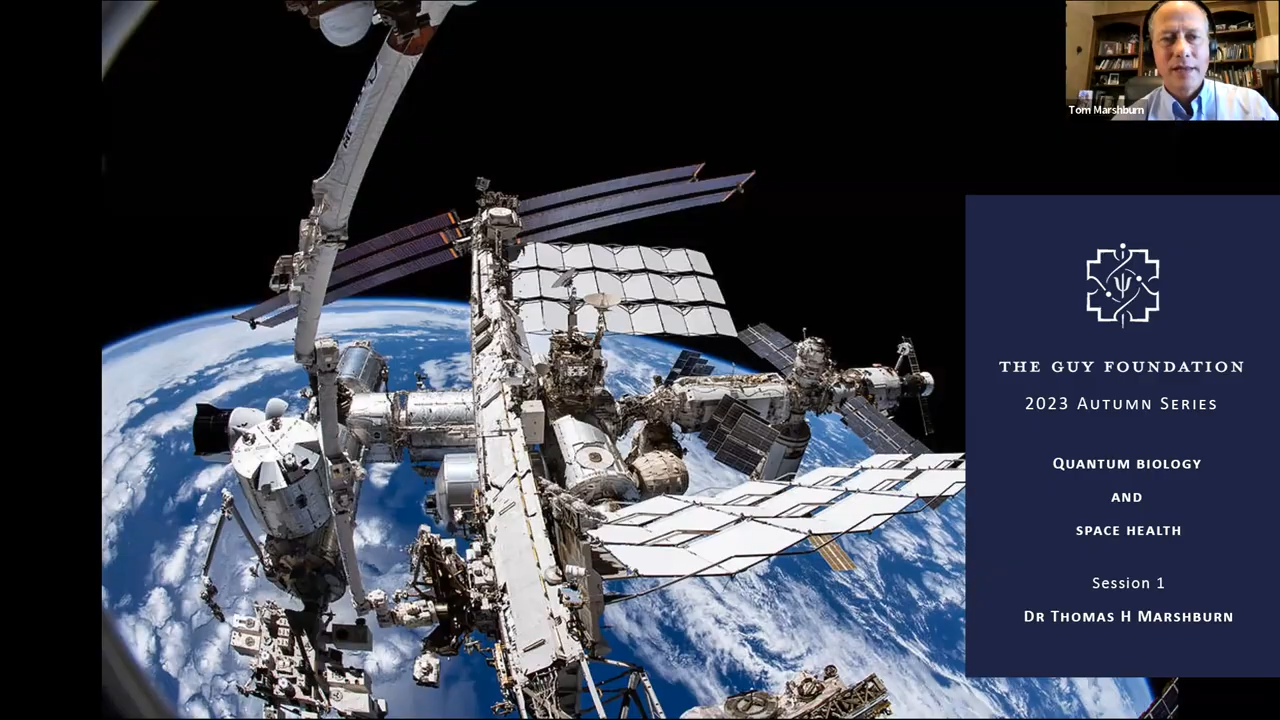 Tom Marshburn
THE GUY FOUNDATION
2023 AUTUMN SERIES
QUANTUM BIOLOGY
AND
SPACE HEALTH
Session 1
DR THOMAS H MARSHBURN